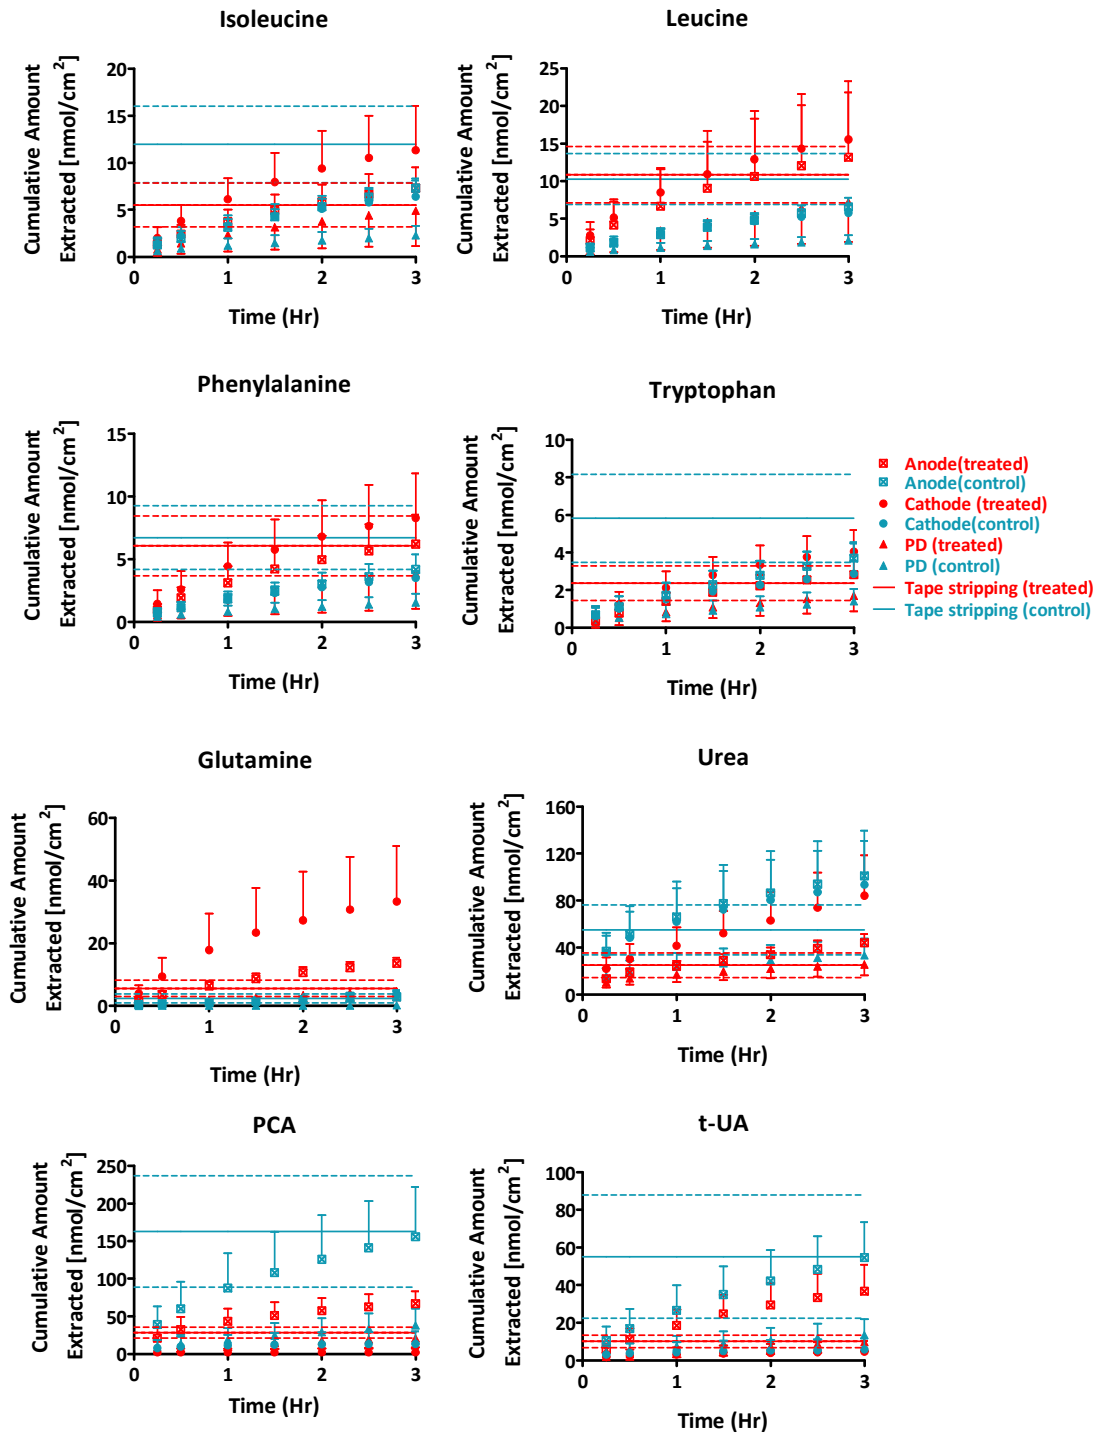 Isoleucine
Cumulative Amount
Extracted [nmol/cm²]
20
15
10
5
0
0 1 2 3
Time (Hr)
Leucine
Cumulative Amount
Extracted [nmol/cm²]
25
20
15
10
5
0
0 1 2 3
Time (Hr)
Phenylalanine
Cumulative Amount
Extracted [nmol/cm²]
15
10
5
0
0 1 2 3
Time (Hr)
Tryptophan
Cumulative Amount
Extracted [nmol/cm²]
10
8
6
4
2
0
0 1 2 3
Time (Hr)
Anode(treated)
Anode(control)
Cathode (treated)
Cathode(control)
PD (treated)
PD (control)
Tape stripping (treated)
Tape stripping (control)
Glutamine
Cumulative Amount
Extracted [nmol/cm²]
60
40
20
0
0 1 2 3
Time (Hr)
Urea
Cumulative Amount
Extracted [nmol/cm²]
160
120
80
40
0
0 1 2 3
Time (Hr)
PCA
Cumulative Amount
Extracted [nmol/cm²]
250
200
150
100
50
0
0 1 2 3
Time (Hr)
t-UA
Cumulative Amount
Extracted [nmol/cm²]
100
80
60
40
20
0
0 1 2 3
Time (Hr)